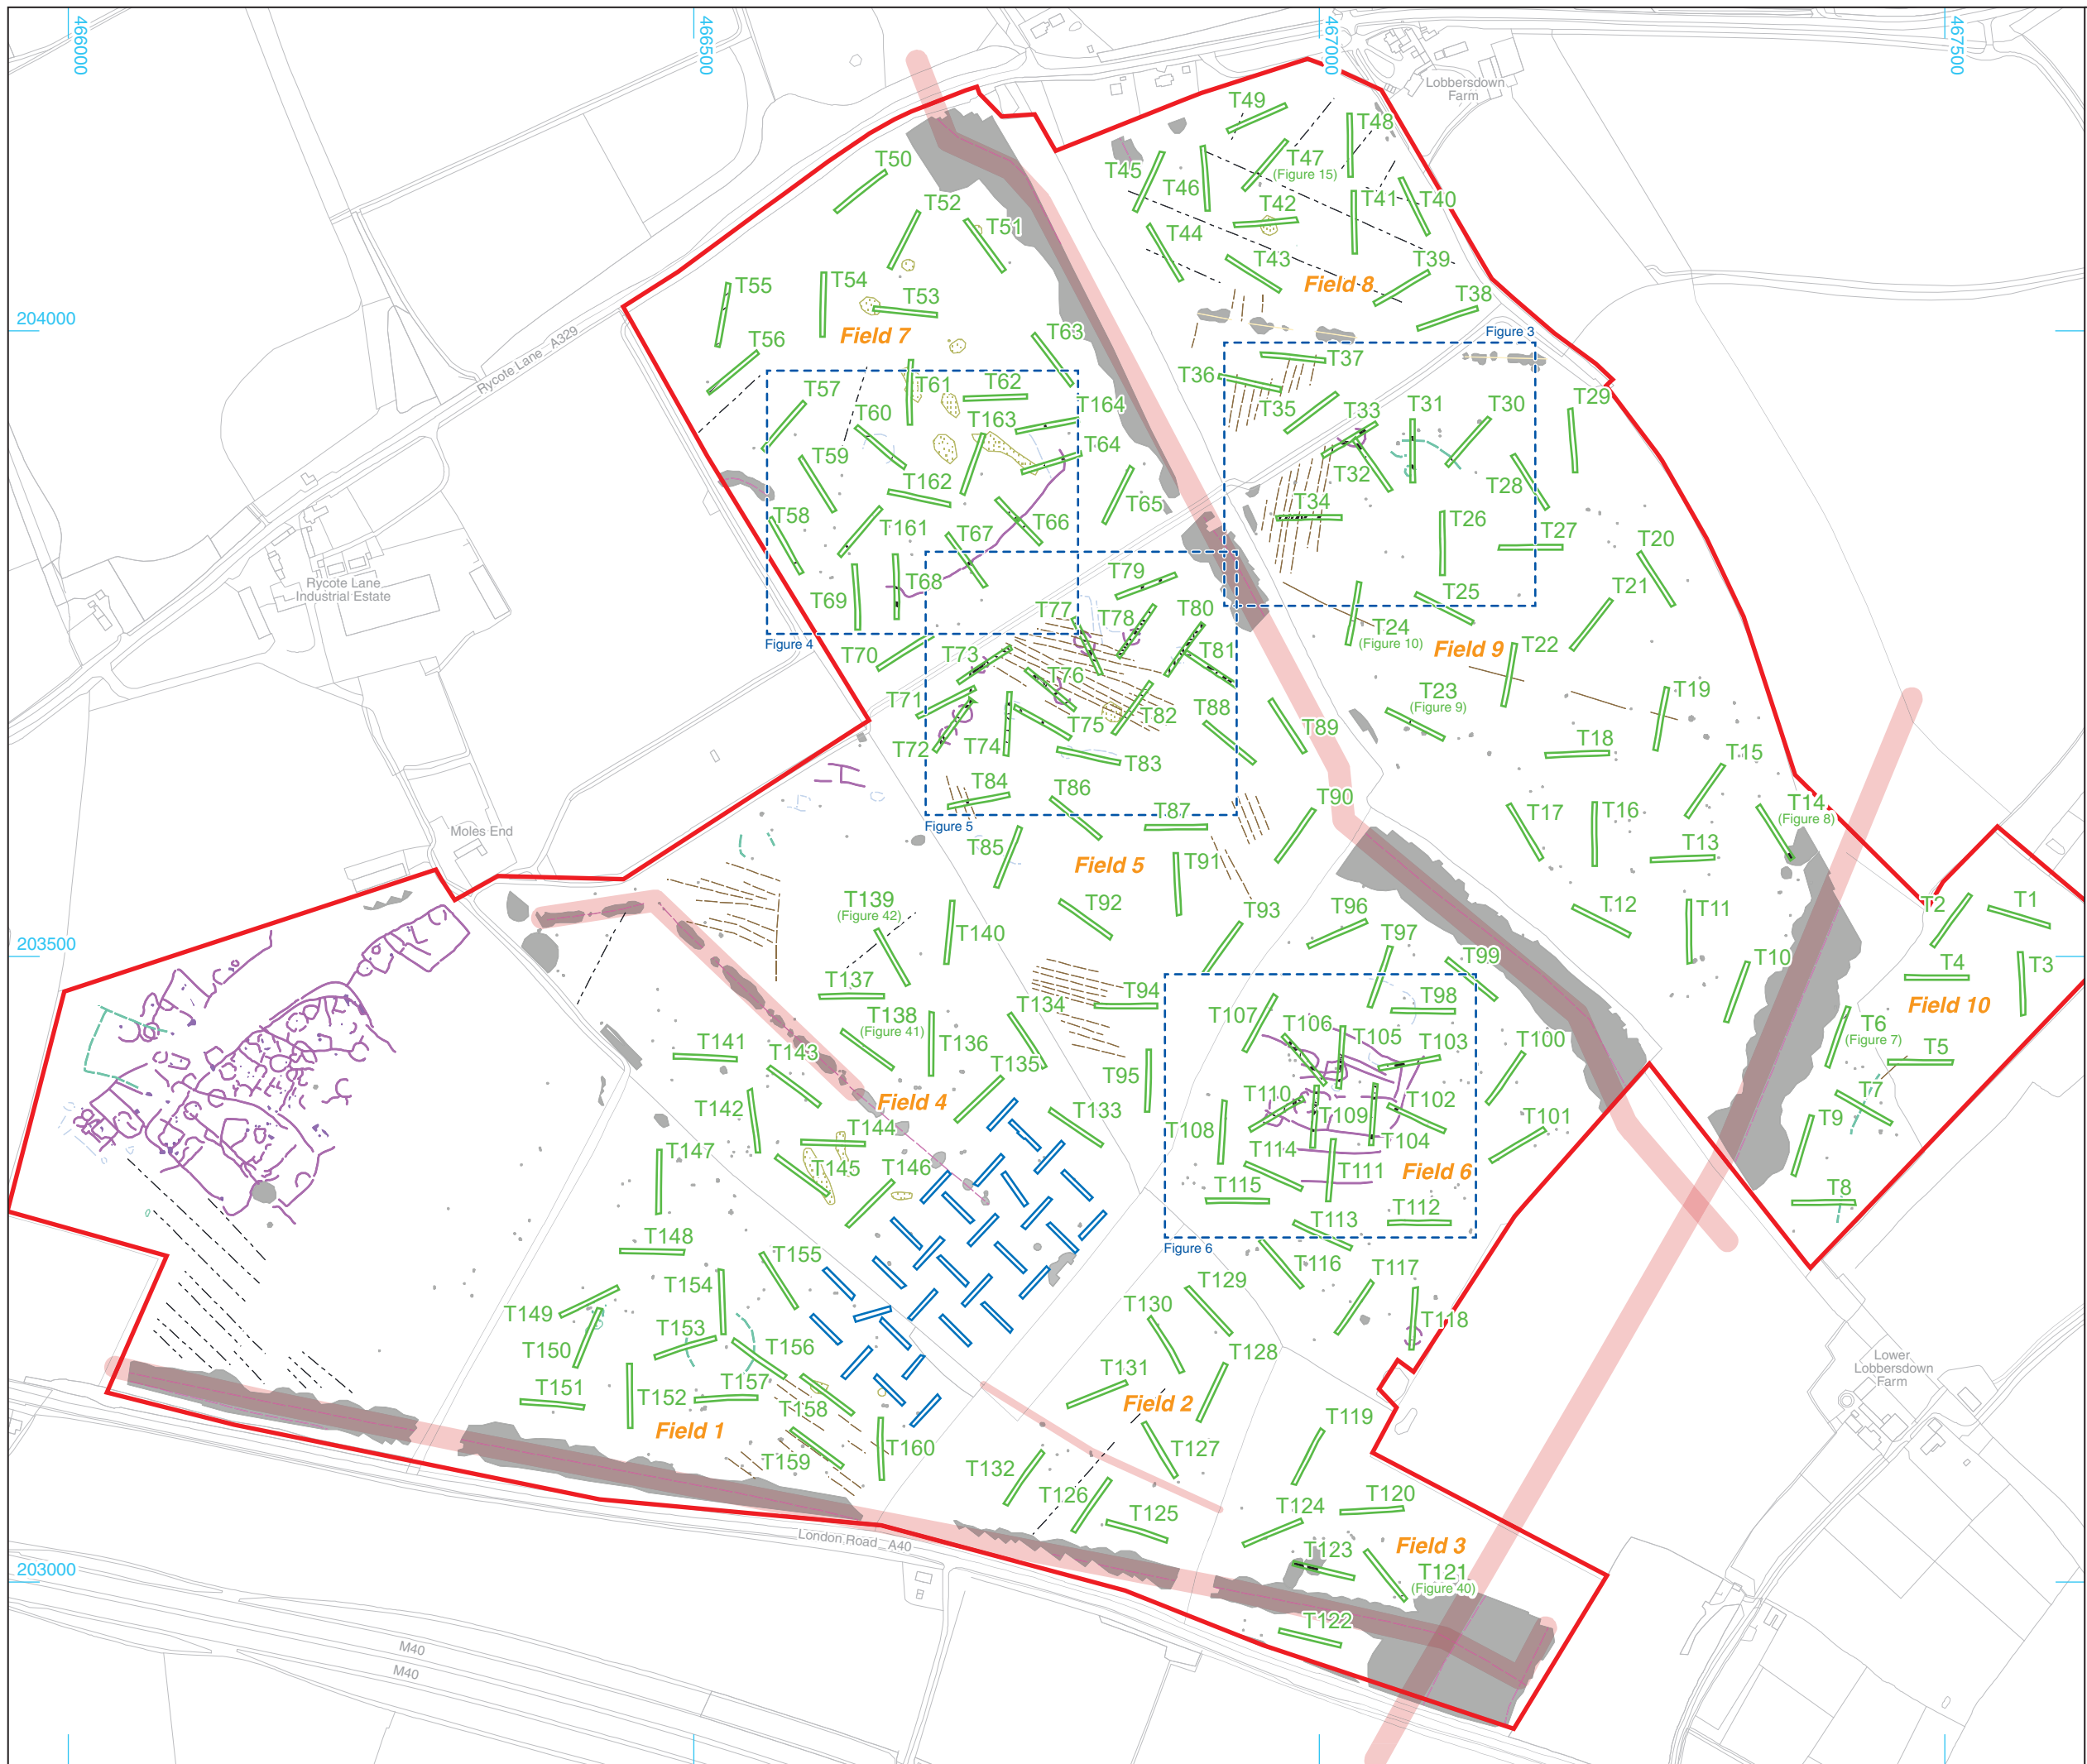 466000
466500
467000
467500
Lobbersdown
Farm
T49
T48
T50
T45
T46
T47
(Figure 15)
T52
T51
T42
T41
T40
T44
T43
T39
Field 8
T55
T54
T53
T38
204000
Field 7
T63
Figure 3
Rycote Lane A329
T56
T37
T36
T57
T61
T62
T164
T35
T33
T31
T30
T29
T60
T163
T64
T59
T162
T65
T32
T28
T34
T58
T161
T67
T66
T26
T27
T20
Rycote Lane
Industrial Estate
T69
T68
T79
T25
T21
T77
T78
T80
T24
(Figure 10)
Figure 4
T70
T73
T81
Field 9
T22
T76
T71
T23
(Figure 9)
T19
T72
T74
T75
T82
T88
T89
T18
T83
T15
T84
T86
T90
T14
(Figure 8)
Figure 5
T87
T17
T16
Moles End
T85
Field 5
T91
T13
T139
(Figure 42)
T92
T93
T96
T12
T11
T2
T1
203500
T140
T97
T99
T10
T4
T3
T137
T94
T98
Field 10
T138
(Figure 41)
T134
T107
T6
(Figure 7)
T141
T143
T136
T135
T106
T105
T103
T100
T5
T95
T142
Field 4
T133
T110
T109
T102
T7
T9
T144
T108
T104
T101
T147
T145
T146
T114
T111
Field 6
T115
T8
T148
T112
T155
T113
Figure 6
T154
T129
T116
T117
T149
T130
T118
T150
T153
T156
T131
T128
Lower
Lobbersdown
Farm
T151
T152
T157
T158
Field 2
Field 1
T119
T159
T160
T132
T127
T126
T125
T124
T120
London Road A40
Field 3
T123
T121
(Figure 40)
203000
T122
M40
M40